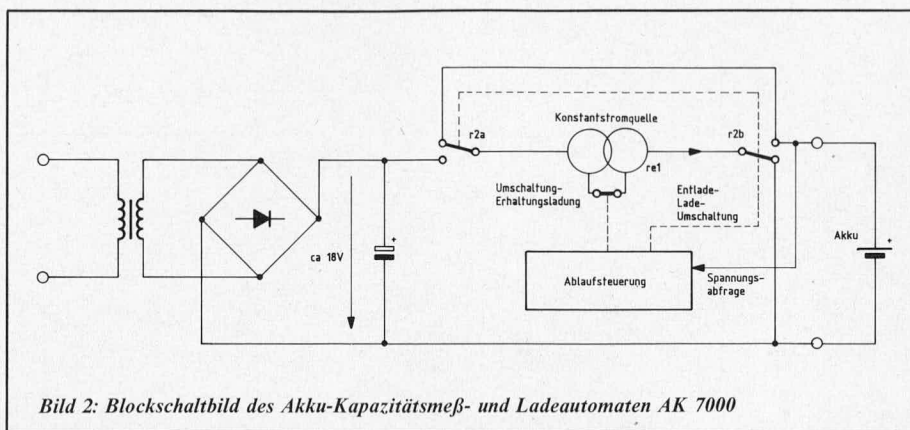 Konstantstromquelle
r2a
r2b
re1
Umschaltung-
Erhaltungsladung
Entlade-
Lade-
Umschaltung
+
ca 18V
Ablaufsteuerung
Spannungs-
abfrage
Akku
+
Bild 2: Blockschaltbild des Akku-Kapazitätsmeß- und Ladeautomaten AK 7000